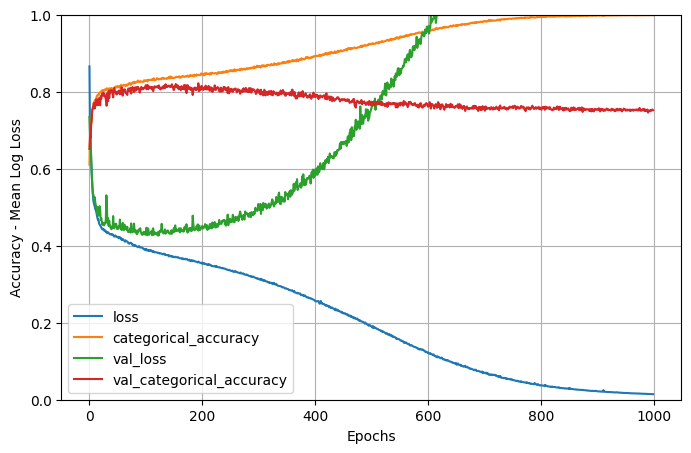 1.0
0.8
0.6
0.4
0.2
0.0
Accuracy - Mean Log Loss
loss
categorical_accuracy
val_loss
val_categorical_accuracy
0 200 400 600 800 1000
Epochs